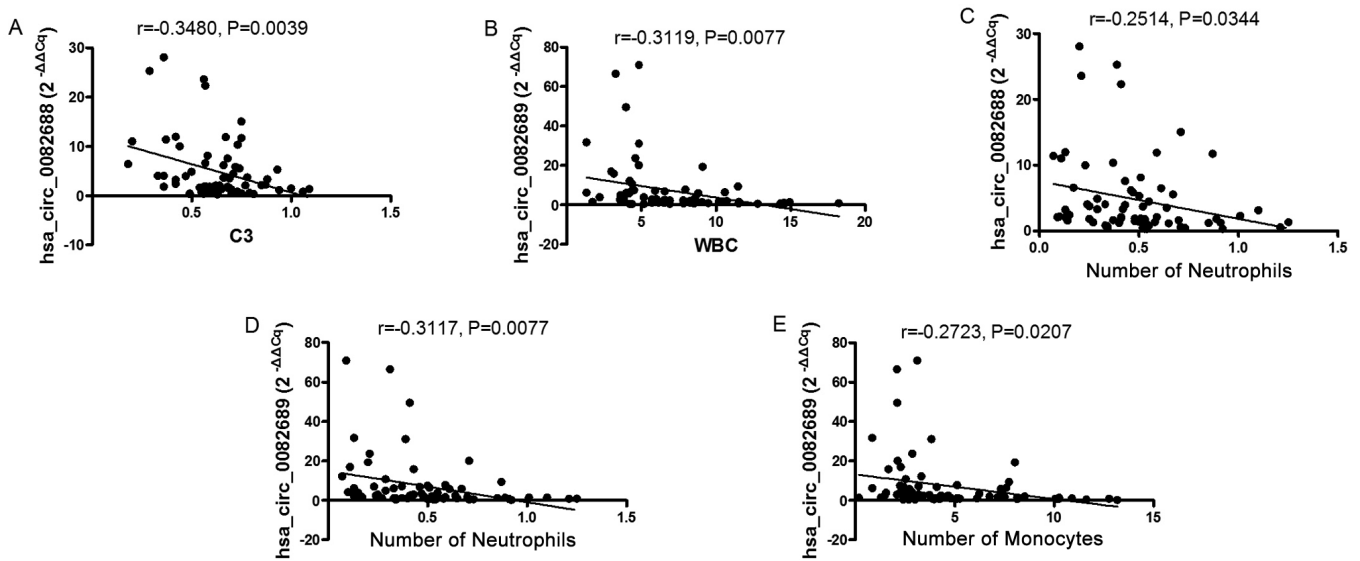 A
r=-0.3480, P=0.0039
hsa_circ_0082688 (2 -ΔΔCq)
30
20
10
0
-10
0.5
1.0
1.5
C3
B
r=-0.3119, P=0.0077
hsa_circ_0082689 (2 -ΔΔCq)
80
60
40
20
0
-20
5
10
15
20
WBC
C
r=-0.2514, P=0.0344
hsa_circ_0082688 (2 -ΔΔCq)
30
20
10
0
0.0
0.5
1.0
1.5
Number of Neutrophils
D
r=-0.3117, P=0.0077
hsa_circ_0082689 (2 -ΔΔCq)
80
60
40
20
0
-20
0.5
1.0
1.5
Number of Neutrophils
E
r=-0.2723, P=0.0207
hsa_circ_0082689 (2 -ΔΔCq)
80
60
40
20
0
-20
5
10
15
Number of Monocytes